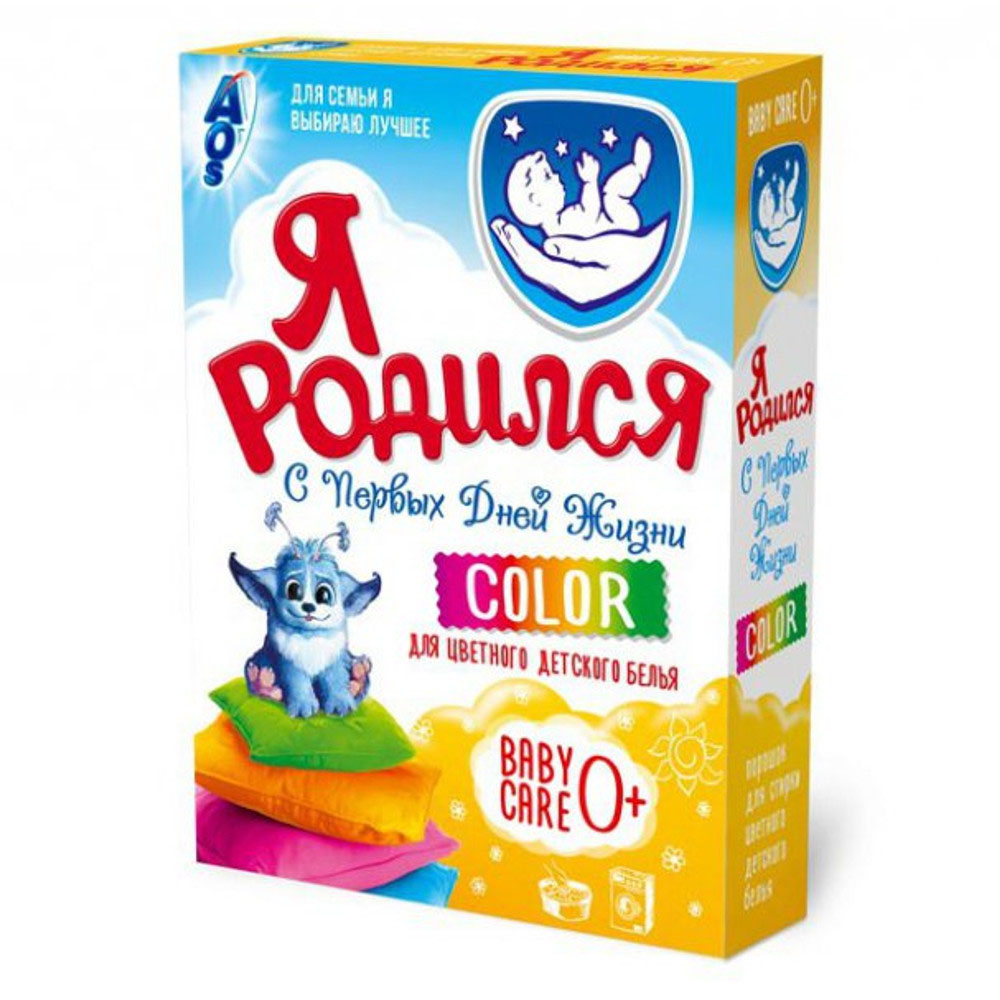 AOS
ДЛЯ СЕМЬИ Я
ВЫБИРАЮ ЛУЧШЕЕ
Я
РОДИЛСЯ
С Первых Дней Жизни
COLOR
ДЛЯ ЦВЕТНОГО ДЕТСКОГО БЕЛЬЯ
BABY
CARE 0+
Я РОДИЛСЯ
BABY CARE 0+
Я
РОДИЛСЯ
С Первых
Дней
Жизни
COLOR
порошок
для стирки
цветного
детского
белья